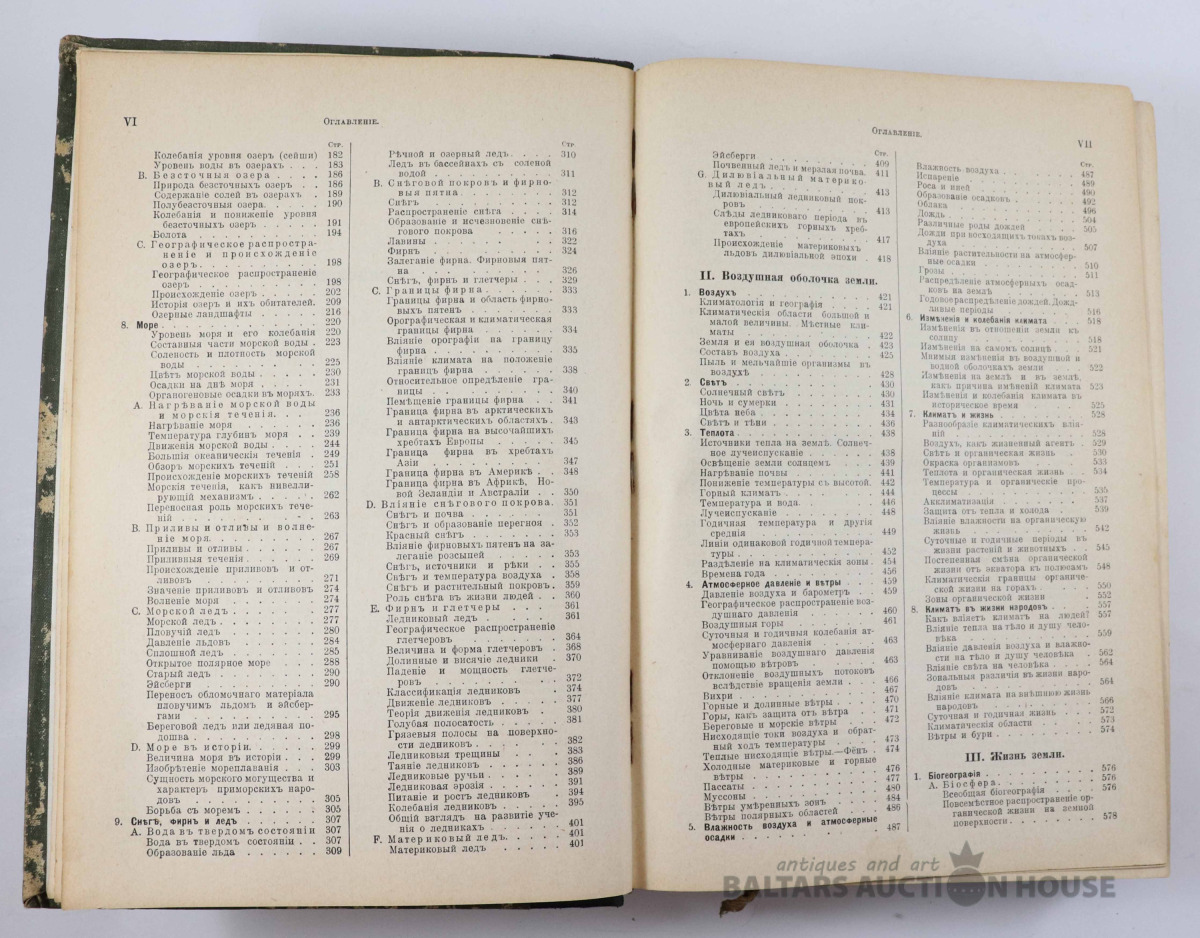 VI
Оглавленіе.
Стр.
Колебанія уровня озеръ (сейши) 182
Уровень воды въ озерахъ . . . 183
B. Безсточныя озера . . . . . 186
Природа безсточныхъ озеръ . . . 186
Содержаніе солей въ озерахъ . . 189
Полубезсточныя озера. . . . . . 190
Колебанія и пониженіе уровня
безсточныхъ озеръ . . . . . . 191
Болота . . . . . . . . . . . . 194
C. Географическое распростра-
неніе и происхожденіе
озеръ. . . . . . . . . . . . 198
Географическое распространеніе
озеръ . . . . . . . . . . . . 198
Происхожденіе озеръ . . . . . . 202
Исторія озеръ и ихъ обитателей. 209
Озерные ландшафты . . . . . . 216
8. Море . . . . . . . . . . . . 220
Уровень моря и его колебанія 220
Составныя части морской воды . 223
Соленость и плотность морской
воды . . . . . . . . . . . . 225
Цвѣтъ морской воды . . . . . . 230
Осадки на днѣ моря . . . . . . 231
Органогеновые осадки въ моряхъ. 233
A. Нагрѣваніе морской воды
и морскія теченія. . . . . 236
Нагрѣваніе моря . . . . . . . 236
Температура глубинъ моря . . 239
Движенія морской воды . . . . 244
Большія океаническія теченія . 249
Обзоръ морскихъ теченій . . . 251
Происхожденіе морскихъ теченій 258
Морскія теченія, какъ нивелли-
рующій механизмъ . . . . . . 262
Переносная роль морскихъ тече-
ній . . . . . . . . . . . . 263
B. Приливы и отливы и волне-
ніе моря. . . . . . . . . . 267
Приливы и отливы . . . . . . . 267
Приливныя теченія . . . . . . . 269
Происхожденіе приливовъ и от-
ливовъ . . . . . . . . . . . 271
Значеніе приливовъ и отливовъ 274
Волненіе моря . . . . . . . . 274
C. Морской ледъ . . . . . . . 277
Морской ледъ. . . . . . . . . 277
Пловучій ледъ . . . . . . . . 280
Давленіе льдовъ . . . . . . . 284
Сплошной ледъ . . . . . . . . 285
Открытое полярное море . . . . 288
Старый ледъ . . . . . . . . . 290
Эйсберги . . . . . . . . . . . 290
Переносъ обломочнаго матеріала
пловучимъ льдомъ и эйсбер-
гами . . . . . . . . . . . . 295
Береговой ледъ или ледяная по-
дошва . . . . . . . . . . . . 298
D. Море въ исторіи. . . . . . 299
Величина моря въ исторіи . . . 299
Изобрѣтеніе мореплаванія . . . 303
Сущность морского могущества и
характеръ приморскихъ наро-
довъ . . . . . . . . . . . . 305
Борьба съ моремъ . . . . . . . 305
9. Снѣгъ, фирнъ и ледъ . . . . . 307
A. Вода въ твердомъ состояніи 307
Вода въ твердомъ состояніи . . 307
Образованіе льда . . . . . . . 309
Стр.
Рѣчной и озерный ледъ. . . . . 310
Ледъ въ бассейнахъ съ соленой
водой . . . . . . . . . . . . 311
B. Снѣговой покровъ и фирно-
выя пятна . . . . . . . . . 312
Снѣгъ . . . . . . . . . . . . 312
Распространеніе снѣга . . . . . 314
Образованіе и исчезновеніе снѣ-
гового покрова . . . . . . . 316
Лавины . . . . . . . . . . . . 322
Фирнъ . . . . . . . . . . . . 324
Залеганіе фирна. Фирновыя пят-
на . . . . . . . . . . . . . 326
Снѣгъ, фирнъ и глетчеры . . . 329
C. Границы фирна . . . . . . . 333
Границы фирна и область фирно-
выхъ пятенъ . . . . . . . . . 333
Орографическая и климатическая
границы фирна . . . . . . . . 334
Вліяніе орографіи на границу
фирна . . . . . . . . . . . . 335
Вліяніе климата на положеніе
границъ фирна . . . . . . . . 338
Относительное опредѣленіе гра-
ницы . . . . . . . . . . . . 340
Пемѣщеніе границы фирна . . . 341
Граница фирна въ арктическихъ
и антарктическихъ областяхъ . 343
Граница фирна на высочайшихъ
хребтахъ Европы . . . . . . . 345
Граница фирна въ хребтахъ
Азіи . . . . . . . . . . . . 347
Граница фирна въ Америкѣ . . 348
Граница фирна въ Африкѣ, Но-
вой Зеландіи и Австраліи . . . 350
D. Вліяніе снѣгового покрова. 351
Снѣгъ и почва . . . . . . . . 351
Снѣгъ и образованіе перегноя . 352
Красный снѣгъ . . . . . . . . 353
Вліяніе фирновыхъ пятенъ на за-
леганіе розсыпей . . . . . . . 353
Снѣгъ, источники и рѣки . . . 355
Снѣгъ и температура воздуха . 358
Снѣгъ и растительный покровъ . 359
Роль снѣга въ жизни людей . . 360
E. Фирнъ и глетчеры . . . . . 361
Ледниковый ледъ . . . . . . . 361
Географическое распространеніе
глетчеровъ . . . . . . . . . 364
Величина и форма глетчеровъ . 368
Долинные и висячіе ледники . . 370
Паденіе и мощность глетче-
ровъ . . . . . . . . . . . . 372
Классификація ледниковъ . . . 374
Движеніе ледниковъ . . . . . . 377
Теорія движенія ледниковъ . . 380
Голубая полосатость . . . . . . 381
Грязевыя полосы на поверхно-
сти ледниковъ . . . . . . . . 382
Ледниковыя трещины . . . . . 383
Таяніе ледниковъ . . . . . . . 386
Ледниковые ручьи . . . . . . . 389
Ледниковая эрозія . . . . . . . 391
Питаніе и ростъ ледниковъ . . 394
Колебанія ледниковъ . . . . . 395
Общій взглядъ на развитіе уче-
нія о ледникахъ . . . . . . . 401
F. Материковый ледъ. . . . . . 401
Материковый ледъ . . . . . . 401
Оглавленіе.
VII
Стр.
Эйсберги . . . . . . . . . . . 409
Почвенный ледъ и мерзлая почва. 411
G. Дилювіальный материко-
вый ледъ . . . . . . . . . . 413
Дилювіальный ледниковый пок-
ровъ . . . . . . . . . . . . 413
Слѣды ледниковаго періода въ
европейскихъ горныхъ хреб-
тахъ . . . . . . . . . . . . 417
Происхожденіе материковыхъ
льдовъ дилювіальной эпохи . . 418
II. Воздушная оболочка земли.
1. Воздухъ . . . . . . . . . . . 421
Климатологія и географія . . . 421
Климатическія области большой и
малой величины. Мѣстные кли-
маты . . . . . . . . . . . . 422
Земля и ея воздушная оболочка . 423
Составъ воздуха . . . . . . . . 425
Пыль и мельчайшіе организмы въ
воздухѣ . . . . . . . . . . . 428
2. Свѣтъ . . . . . . . . . . . . 430
Солнечный свѣтъ . . . . . . . 430
Ночь и сумерки . . . . . . . . 431
Цвѣта неба . . . . . . . . . . 434
Свѣтъ и тѣни . . . . . . . . . 436
3. Теплота . . . . . . . . . . . 438
Источники тепла на землѣ. Солнеч-
ное лучеиспусканіе . . . . . . 438
Освѣщеніе земли солнцемъ . . . 439
Нагрѣваніе почвы . . . . . . . 441
Пониженіе температуры съ высотой. 442
Горный климатъ . . . . . . . . 444
Температура и вода. . . . . . . 446
Лучеиспусканіе . . . . . . . . 448
Годичная температура и другія
среднія . . . . . . . . . . . 449
Линіи одинаковой годичной темпера-
туры . . . . . . . . . . . . 452
Раздѣленіе на климатическія зоны . 454
Времена года . . . . . . . . . 456
4. Атмосферное давленіе и вѣтры . . 459
Давленіе воздуха и барометръ . . 459
Географическое распространеніе воз-
душнаго давленія . . . . . . . 460
Воздушныя горы . . . . . . . . 461
Суточныя и годичныя колебанія ат-
мосфернаго давленія . . . . . . 463
Уравниваніе воздушнаго давленія
помощью вѣтровъ . . . . . . . 463
Отклоненіе воздушныхъ потоковъ
вслѣдствіе вращенія земли . . . 466
Вихри . . . . . . . . . . . . 467
Горные и долинные вѣтры . . . . 470
Горы, какъ защита отъ вѣтра . . 471
Береговые и морскіе вѣтры . . . 472
Нисходящіе токи воздуха и обрат-
ный ходъ температуры . . . . . 473
Теплые нисходящіе вѣтры.—Фёнъ . 474
Холодные материковые и горные
вѣтры . . . . . . . . . . . . 476
Пассаты . . . . . . . . . . . 477
Муссоны . . . . . . . . . . . 480
Вѣтры умѣренныхъ зонъ . . . . 484
Вѣтры полярныхъ областей . . . 486
5. Влажность воздуха и атмосферные
осадки . . . . . . . . . . . . 487
Стр.
Влажность воздуха . . . . . . . 487
Испареніе . . . . . . . . . . . 489
Роса и иней . . . . . . . . . . 490
Образованіе осадковъ . . . . . . 492
Облака . . . . . . . . . . . . 496
Дождь . . . . . . . . . . . . 504
Различные роды дождей . . . . . 505
Дожди при восходящихъ токахъ воз-
духа . . . . . . . . . . . . 507
Вліяніе растительности на атмосфер-
ные осадки . . . . . . . . . . 510
Грозы . . . . . . . . . . . . 511
Распредѣленіе атмосферныхъ осад-
ковъ на землѣ . . . . . . . . 513
Годовое распредѣленіе дождей. Дожд-
ливые періоды . . . . . . . . 516
6. Измѣненія и колебанія климата . . 518
Измѣненія въ отношеніи земли къ
солнцу . . . . . . . . . . . 518
Измѣненія на самомъ солнцѣ . . . 521
Мнимыя измѣненія въ воздушной и
водной оболочкахъ земли . . . . 522
Измѣненія на землѣ и въ землѣ,
какъ причина имѣненій климата 523
Измѣненія и колебанія климата въ
историческое время . . . . . . 525
7. Климатъ и жизнь . . . . . . . 528
Разнообразіе климатическихъ влія-
ній . . . . . . . . . . . . . 528
Воздухъ, какъ жизненный агентъ . 529
Свѣтъ и органическая жизнь . . . 530
Окраска организмовъ . . . . . . 533
Теплота и органическая жизнь . . 534
Температура и органическіе про-
цессы . . . . . . . . . . . . 535
Акклиматизація . . . . . . . . 537
Защита отъ тепла и холода . . . 539
Вліяніе влажности на органическую
жизнь . . . . . . . . . . . . 542
Суточные и годичные періоды въ
жизни растеній и животныхъ . . 545
Постепенная смѣна органической
жизни отъ экватора къ полюсамъ 548
Климатическія границы органиче-
ской жизни на горахъ . . . . . 550
Зоны органической жизни . . . . 552
8. Климатъ въ жизни народовъ . . . 557
Какъ вліяетъ климатъ на людей? 557
Вліяніе тепла на тѣло и душу чело-
вѣка . . . . . . . . . . . . 559
Вліяніе давленія воздуха и влажно-
сти на тѣло и душу человѣка . . 562
Вліяніе свѣта на человѣка . . . . 564
Зональныя различія въ жизни наро-
довъ . . . . . . . . . . . . 564
Вліяніе климата на внѣшнюю жизнь
народовъ . . . . . . . . . . . 566
Суточная и годичная жизнь . . . 572
Климатическія области . . . . . 573
Вѣтры и бури . . . . . . . . . 574
III. Жизнь земли.
1. Біогеографія . . . . . . . . . 576
A. Біосфера . . . . . . . . . . 576
Всеобщая біогеографія . . . . . 576
Повсемѣстное распространеніе ор-
ганической жизни на земной
поверхности . . . . . . . . . 578
antiques and art
BALTARS AUCTION HOUSE